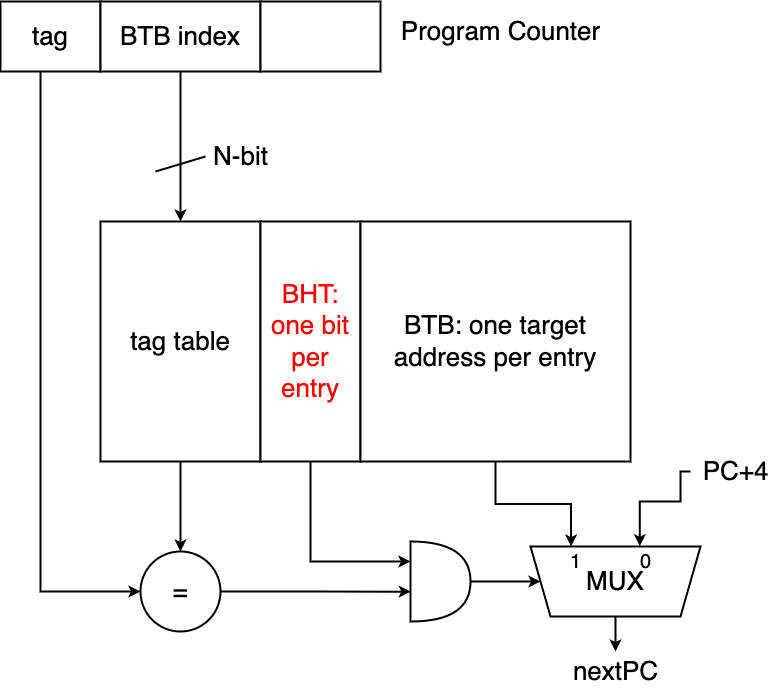 tag
BTB index
Program Counter
N-bit
tag table
BHT:
one bit
per
entry
BTB: one target
address per entry
PC+4
1
0
MUX
=
nextPC